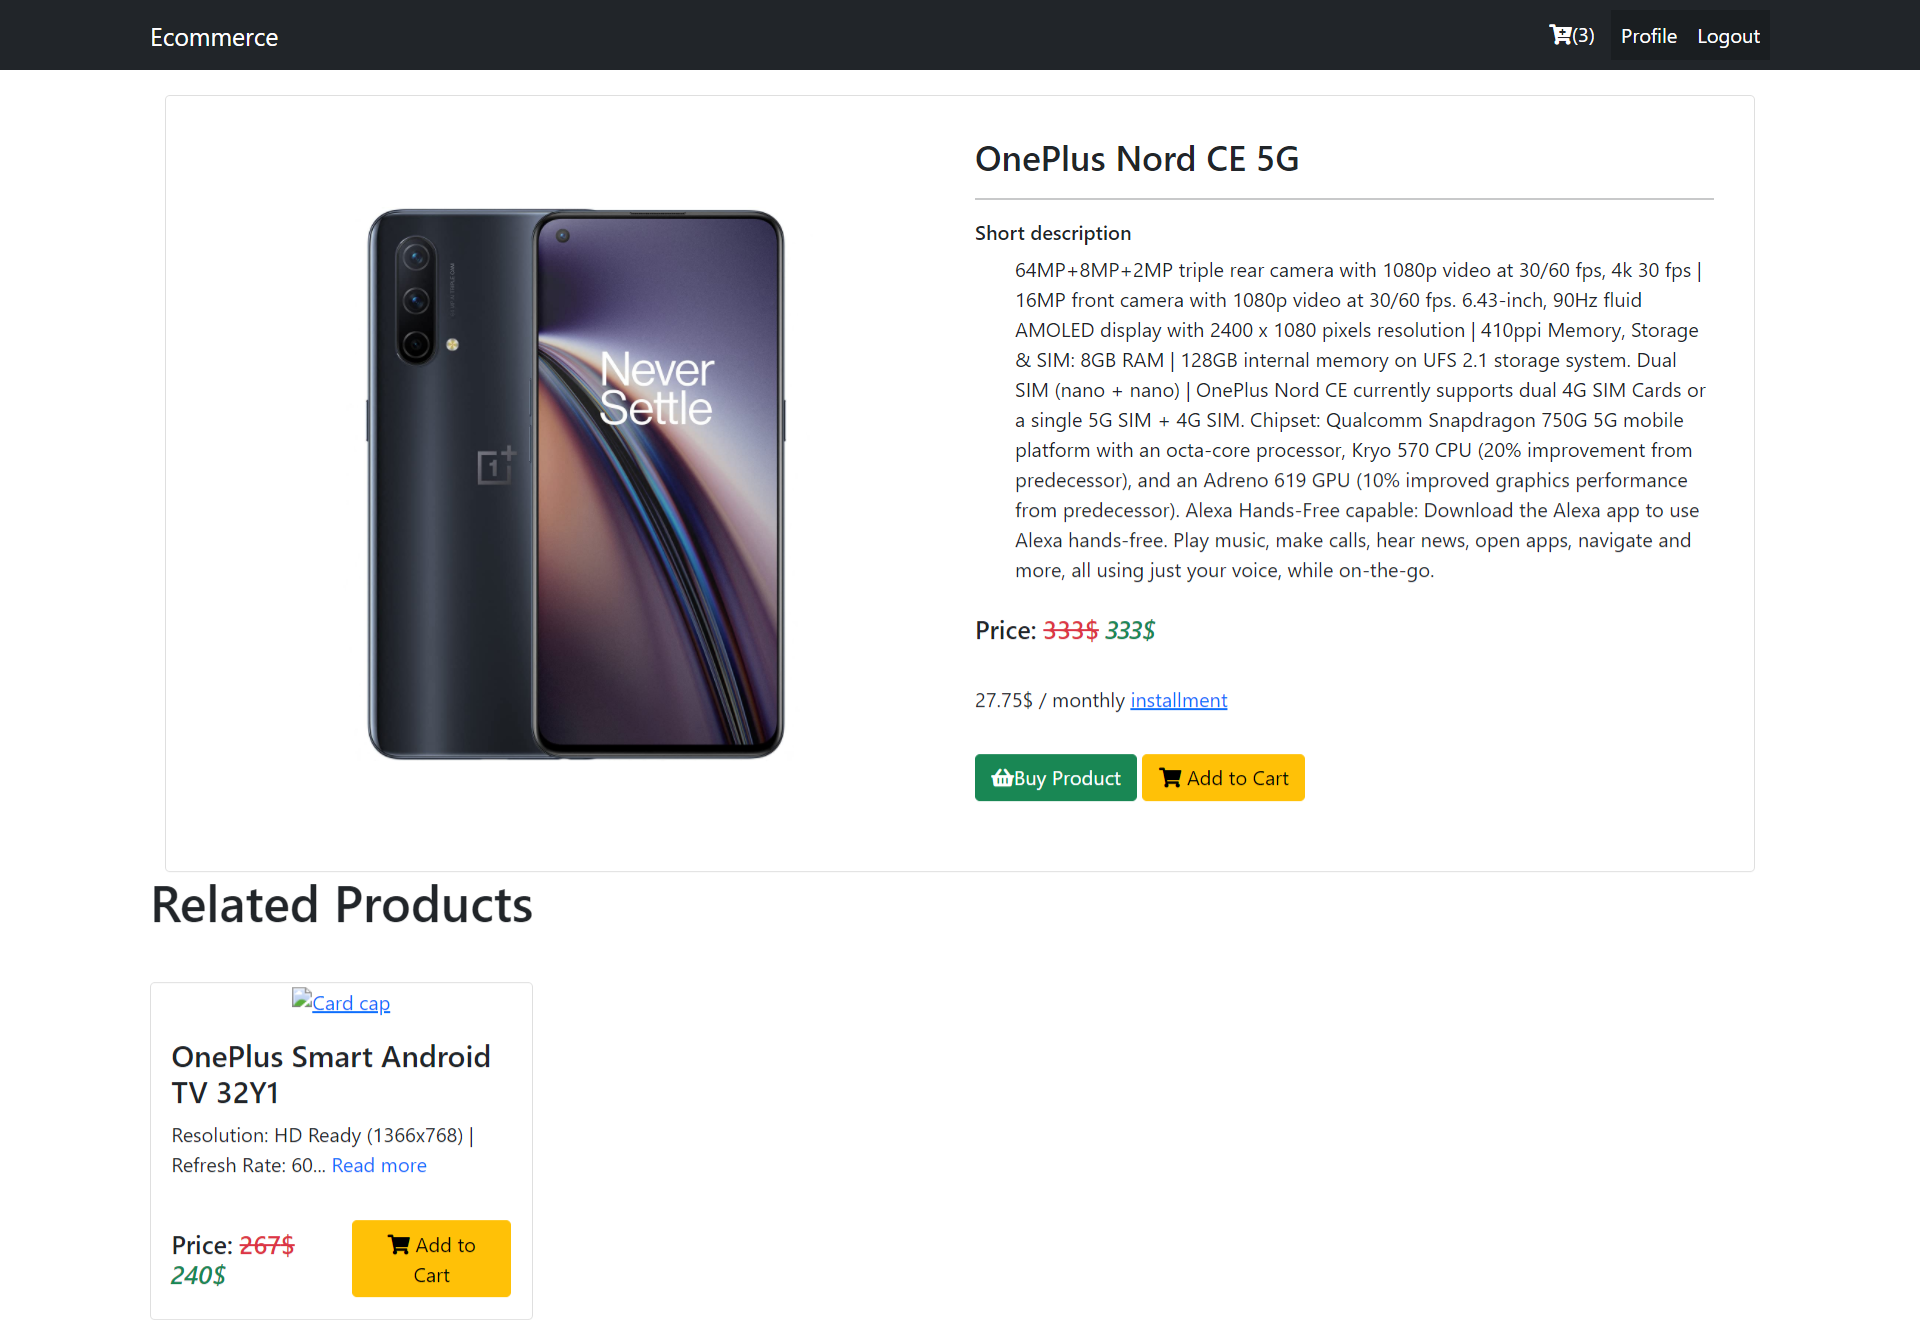 Ecommerce
(3)
Profile
Logout
OnePlus Nord CE 5G
Short description
64MP+8MP+2MP triple rear camera with 1080p video at 30/60 fps, 4k 30 fps |
16MP front camera with 1080p video at 30/60 fps. 6.43-inch, 90Hz fluid
AMOLED display with 2400 x 1080 pixels resolution | 410ppi Memory, Storage
& SIM: 8GB RAM | 128GB internal memory on UFS 2.1 storage system. Dual
SIM (nano + nano) | OnePlus Nord CE currently supports dual 4G SIM Cards or
a single 5G SIM + 4G SIM. Chipset: Qualcomm Snapdragon 750G 5G mobile
platform with an octa-core processor, Kryo 570 CPU (20% improvement from
predecessor), and an Adreno 619 GPU (10% improved graphics performance
from predecessor). Alexa Hands-Free capable: Download the Alexa app to use
Alexa hands-free. Play music, make calls, hear news, open apps, navigate and
more, all using just your voice, while on-the-go.
Never
Settle
Price: 333$ 333$
27.75$ / monthly installment
Buy Product
Add to Cart
Related Products
Card cap
OnePlus Smart Android
TV 32Y1
Resolution: HD Ready (1366x768) |
Refresh Rate: 60... Read more
Price: 267$
240$
Add to
Cart